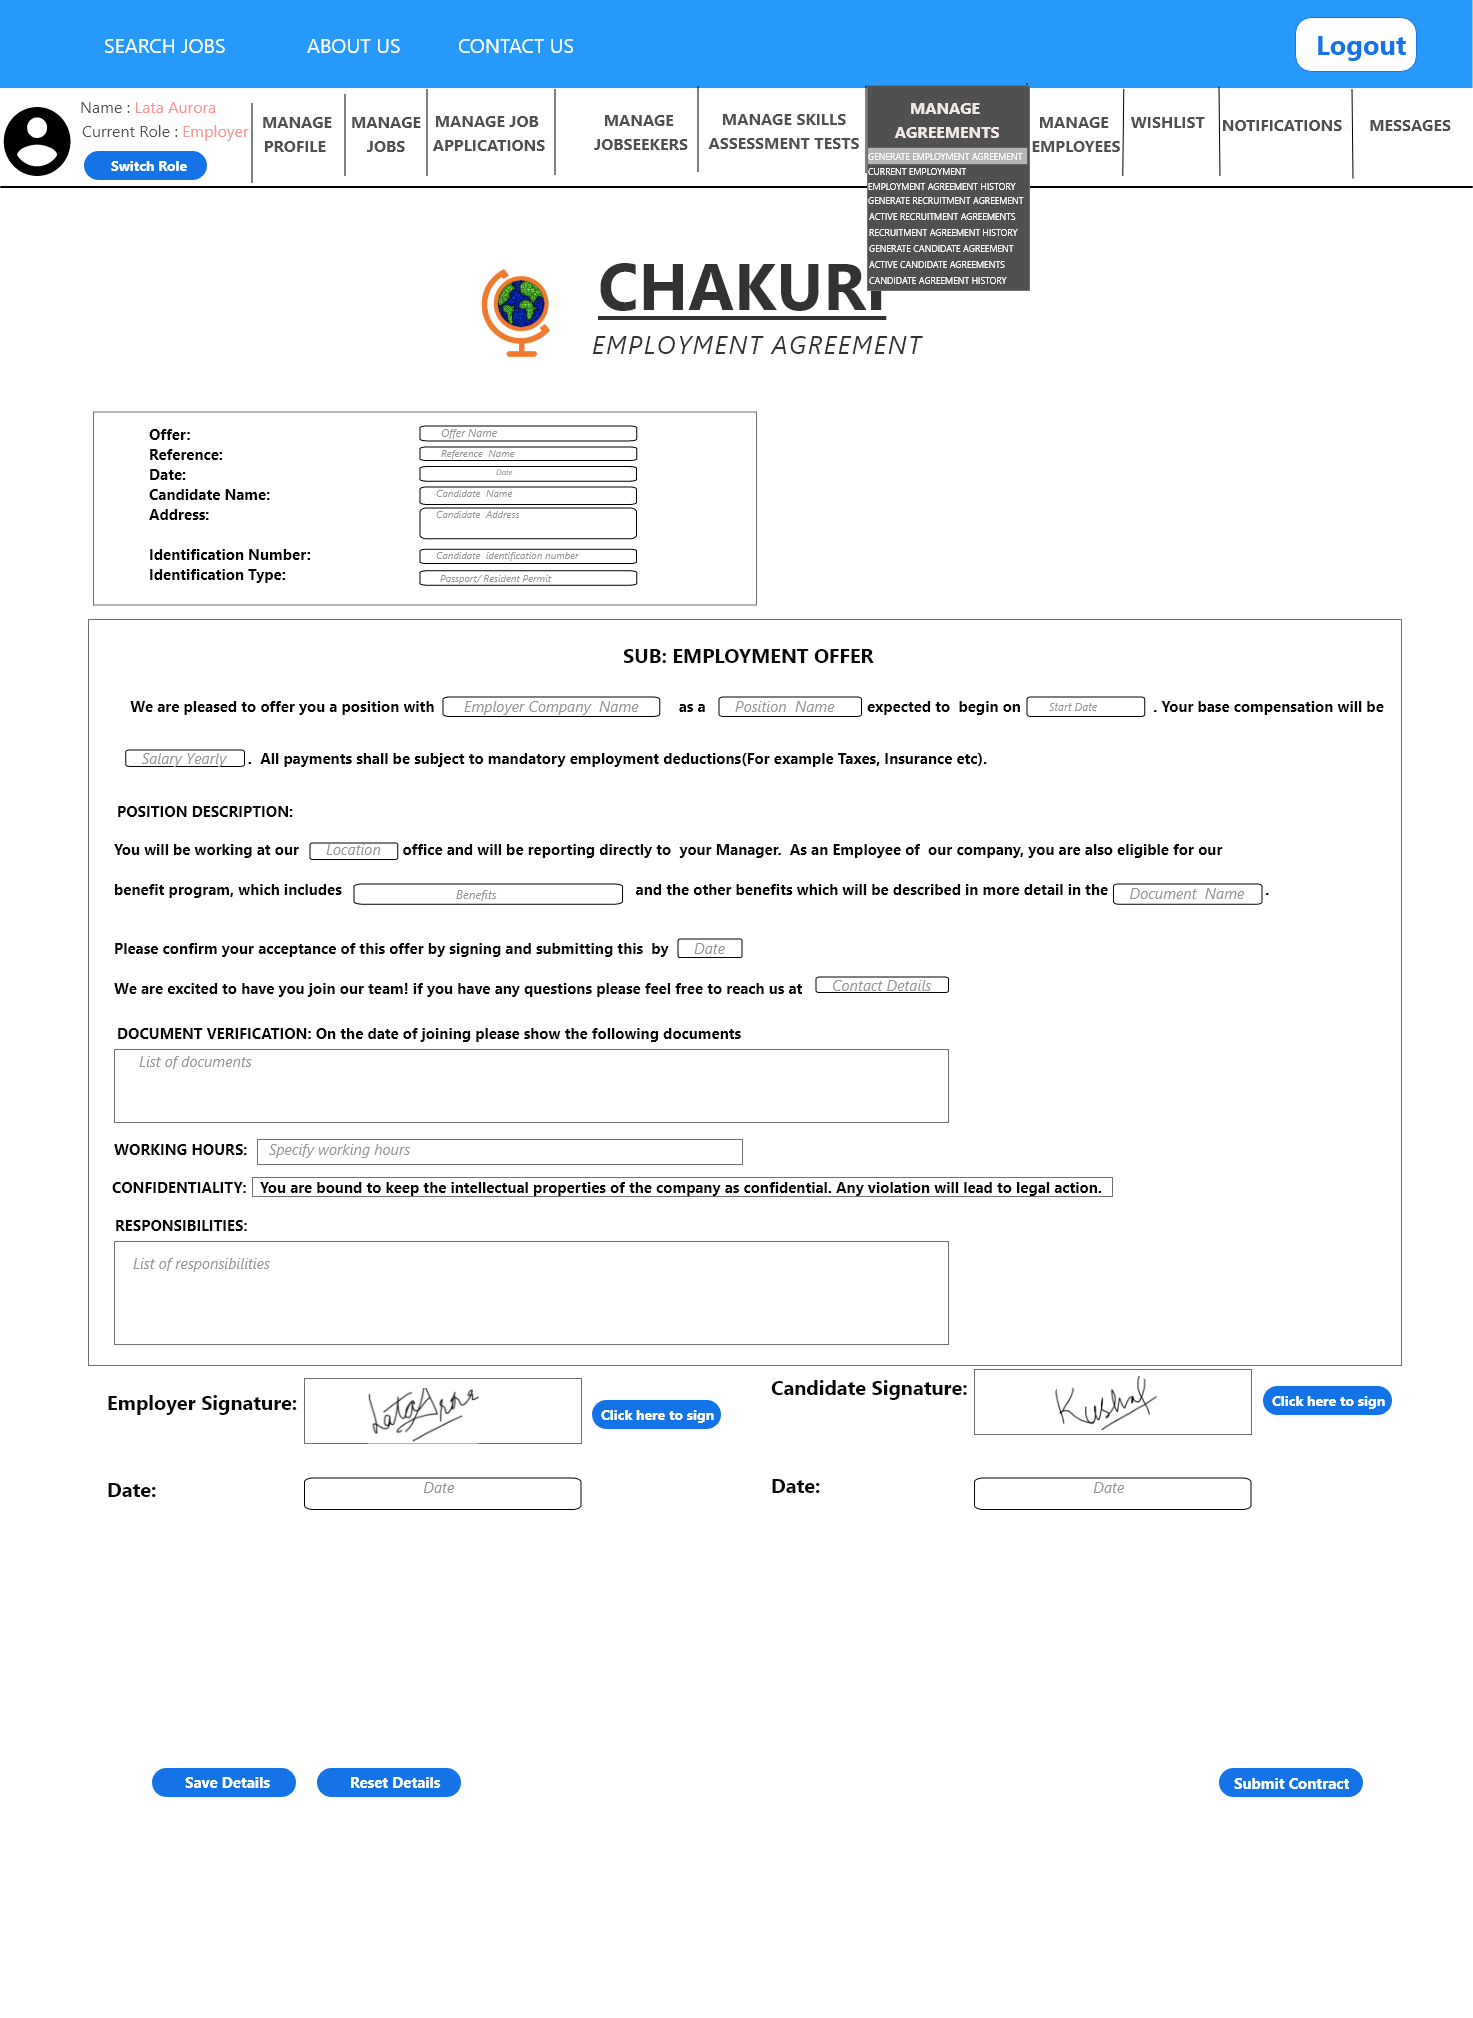 SEARCH JOBS ABOUT US CONTACT US Logout
Name : Lata Aurora
Current Role : Employer
Switch Role
MANAGE PROFILE
MANAGE JOBS
MANAGE JOB APPLICATIONS
MANAGE JOBSEEKERS
MANAGE SKILLS ASSESSMENT TESTS
MANAGE AGREEMENTS
MANAGE EMPLOYEES
WISHLIST
NOTIFICATIONS
MESSAGES
GENERATE EMPLOYMENT AGREEMENT
CURRENT EMPLOYMENT
EMPLOYMENT AGREEMENT HISTORY
GENERATE RECRUITMENT AGREEMENT
ACTIVE RECRUITMENT AGREEMENTS
RECRUITMENT AGREEMENT HISTORY
GENERATE CANDIDATE AGREEMENT
ACTIVE CANDIDATE AGREEMENTS
CANDIDATE AGREEMENT HISTORY
CHAKURI
EMPLOYMENT AGREEMENT
Offer: Offer Name
Reference: Reference Name
Date: Date
Candidate Name: Candidate Name
Address: Candidate Address
Identification Number: Candidate identification number
Identification Type: Passport/ Resident Permit
SUB: EMPLOYMENT OFFER
We are pleased to offer you a position with Employer Company Name as a Position Name expected to begin on Start Date . Your base compensation will be
Salary Yearly . All payments shall be subject to mandatory employment deductions(For example Taxes, Insurance etc).
POSITION DESCRIPTION:
You will be working at our Location office and will be reporting directly to your Manager. As an Employee of our company, you are also eligible for our
benefit program, which includes Benefits and the other benefits which will be described in more detail in the Document Name .
Please confirm your acceptance of this offer by signing and submitting this by Date
We are excited to have you join our team! if you have any questions please feel free to reach us at Contact Details
DOCUMENT VERIFICATION: On the date of joining please show the following documents
List of documents
WORKING HOURS: Specify working hours
CONFIDENTIALITY: You are bound to keep the intellectual properties of the company as confidential. Any violation will lead to legal action.
RESPONSIBILITIES:
List of responsibilities
Employer Signature: Lata Arora Click here to sign
Candidate Signature: Kushal Click here to sign
Date: Date
Date: Date
Save Details Reset Details Submit Contract